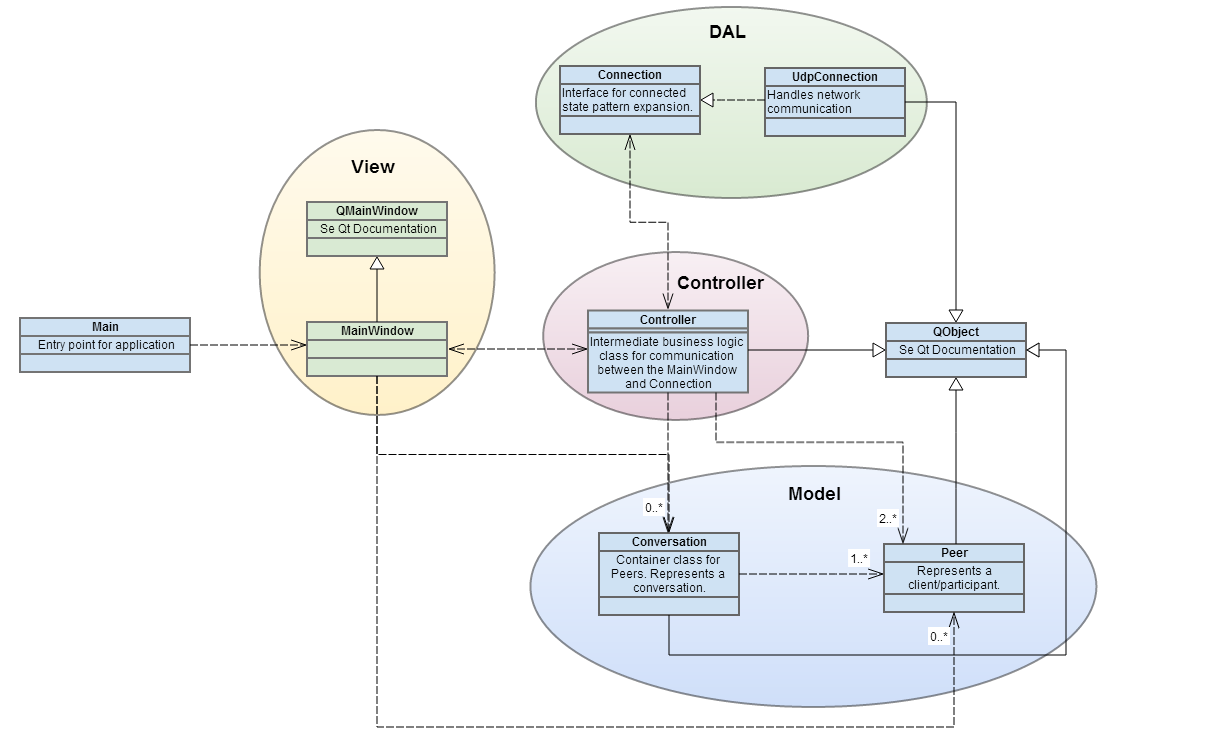 DAL
Connection
Interface for connected
state pattern expansion.
UdpConnection
Handles network
communication
View
QMainWindow
Se Qt Documentation
MainWindow
Main
Entry point for application
Controller
Controller
Intermediate business logic
class for communication
between the MainWindow
and Connection
QObject
Se Qt Documentation
Model
0..*
2..*
Conversation
Container class for
Peers. Represents a
conversation.
1..*
Peer
Represents a
client/participant.
0..*